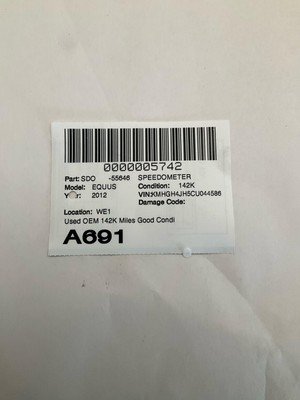 0000005742
Part: SDO -55646 SPEEDOMETER
Model: EQUUS Condition: 142K
Year: 2012 VIN:KMHGH4JH5CU044586
Damage Code:
Location: WE1
Used OEM 142K Miles Good Condi
A691